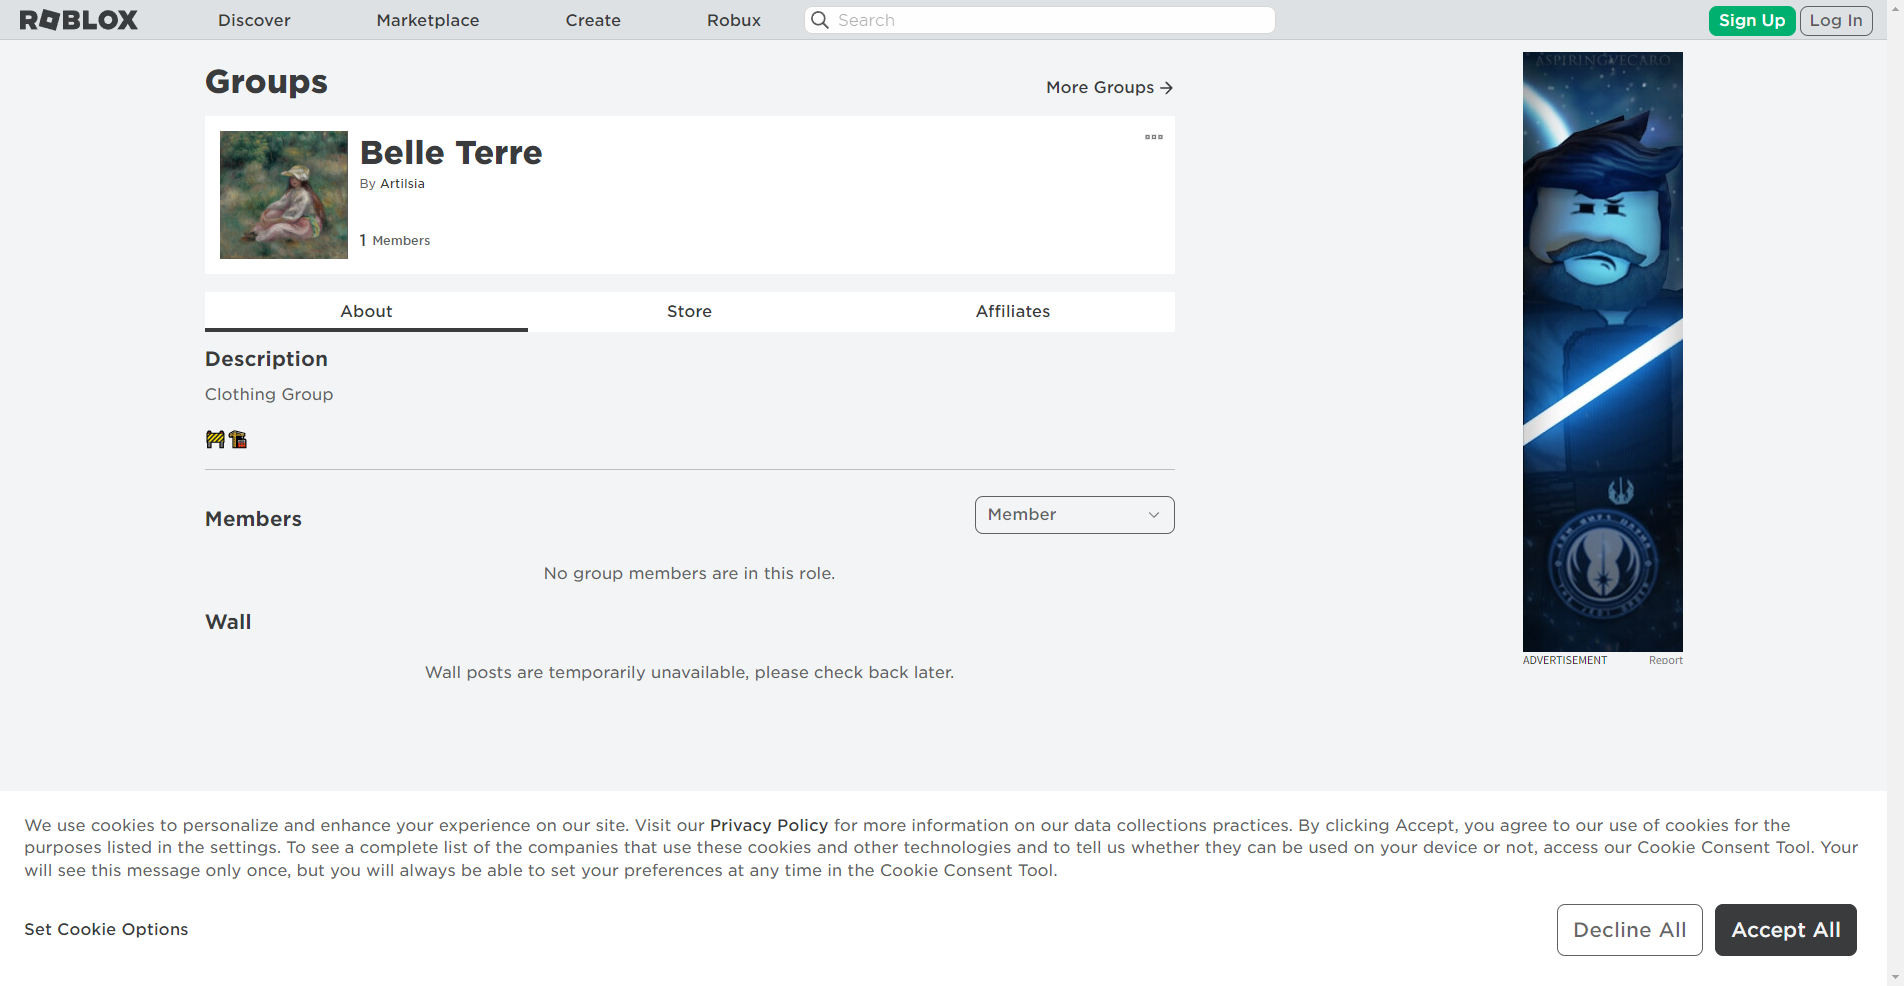 ROBLOX Discover Marketplace Create Robux Search Sign Up Log In
Groups
More Groups
Belle Terre
By Artilsia
1 Members
About Store Affiliates
Description
Clothing Group
Members
Member
No group members are in this role.
Wall
Wall posts are temporarily unavailable, please check back later.
ASPIRINGVECARO
ADVERTISEMENT Report
We use cookies to personalize and enhance your experience on our site. Visit our Privacy Policy for more information on our data collections practices. By clicking Accept, you agree to our use of cookies for the
purposes listed in the settings. To see a complete list of the companies that use these cookies and other technologies and to tell us whether they can be used on your device or not, access our Cookie Consent Tool. Your
will see this message only once, but you will always be able to set your preferences at any time in the Cookie Consent Tool.
Set Cookie Options
Decline All Accept All